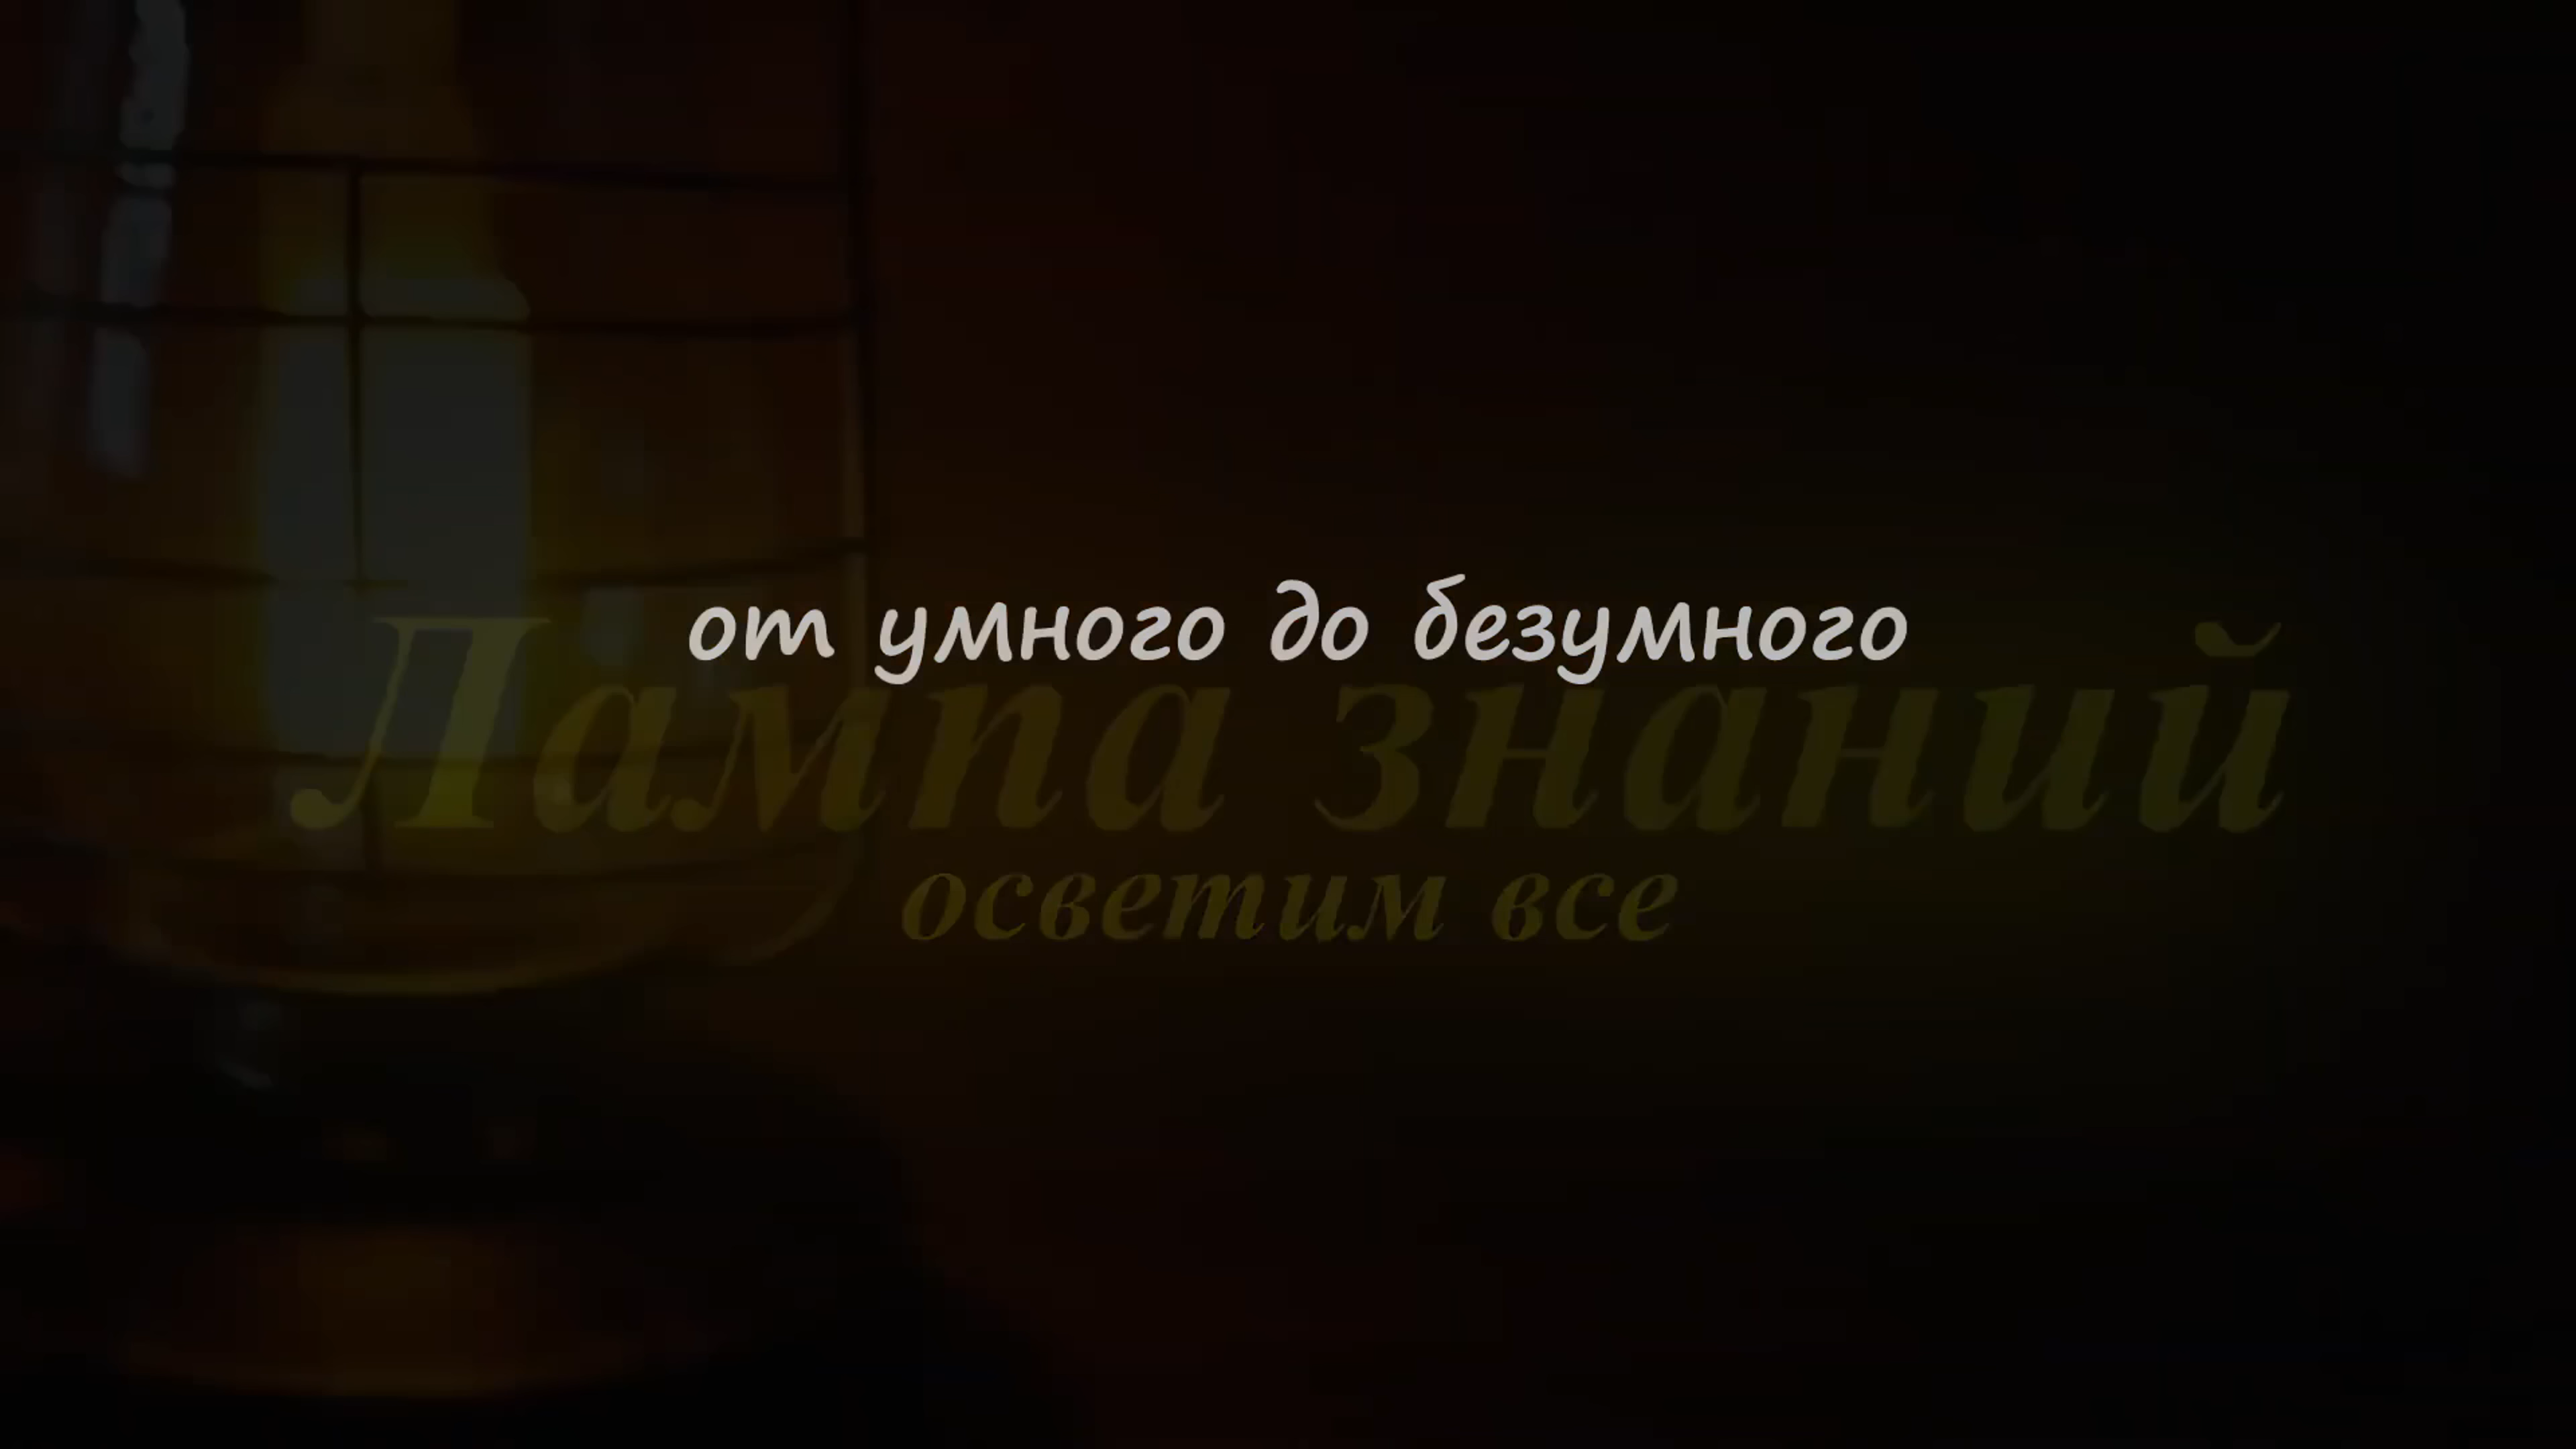 от умного до безумного
Лампа знаний
осветим все